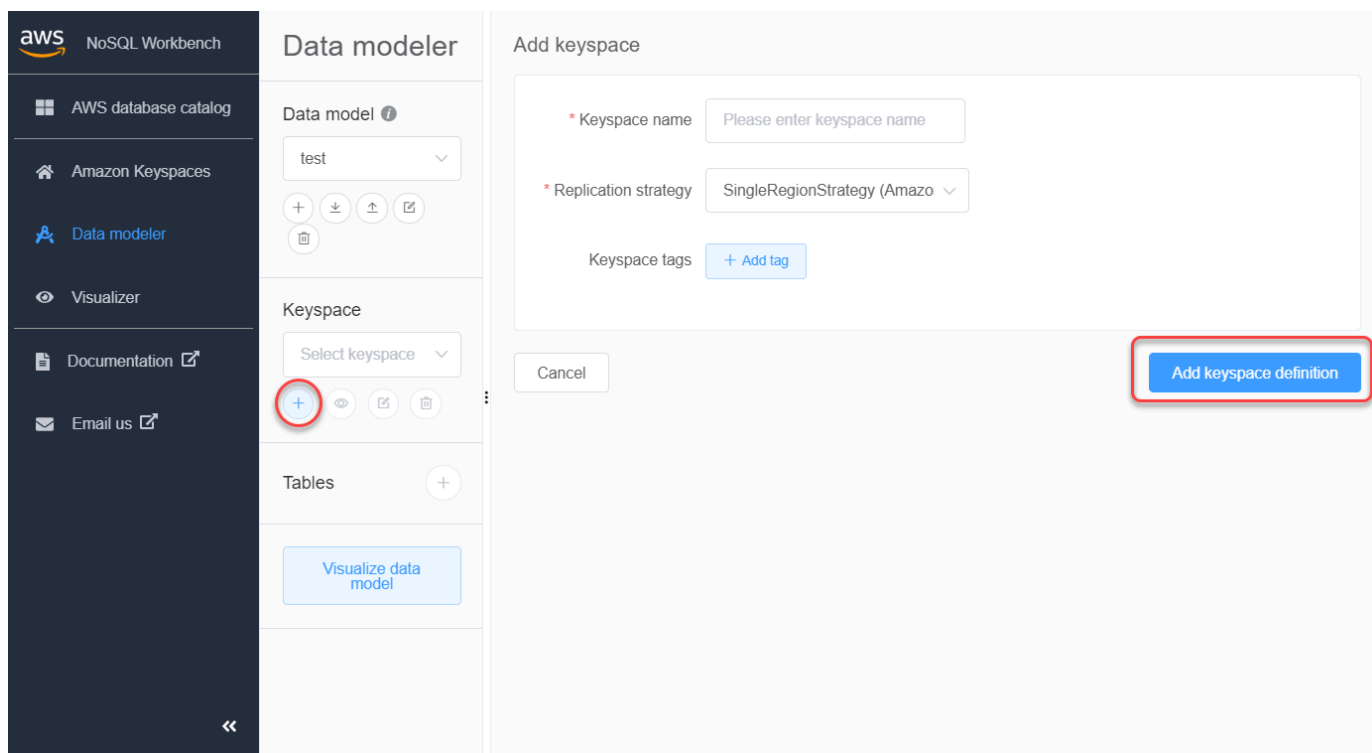 aws
NoSQL Workbench
AWS database catalog
Amazon Keyspaces
Data modeler
Visualizer
Documentation
Email us
Data modeler
Data model
test
Keyspace
Select keyspace
Tables
Visualize data
model
Add keyspace
* Keyspace name
Please enter keyspace name
* Replication strategy
SingleRegionStrategy (Amazo
Keyspace tags
+ Add tag
Cancel
Add keyspace definition